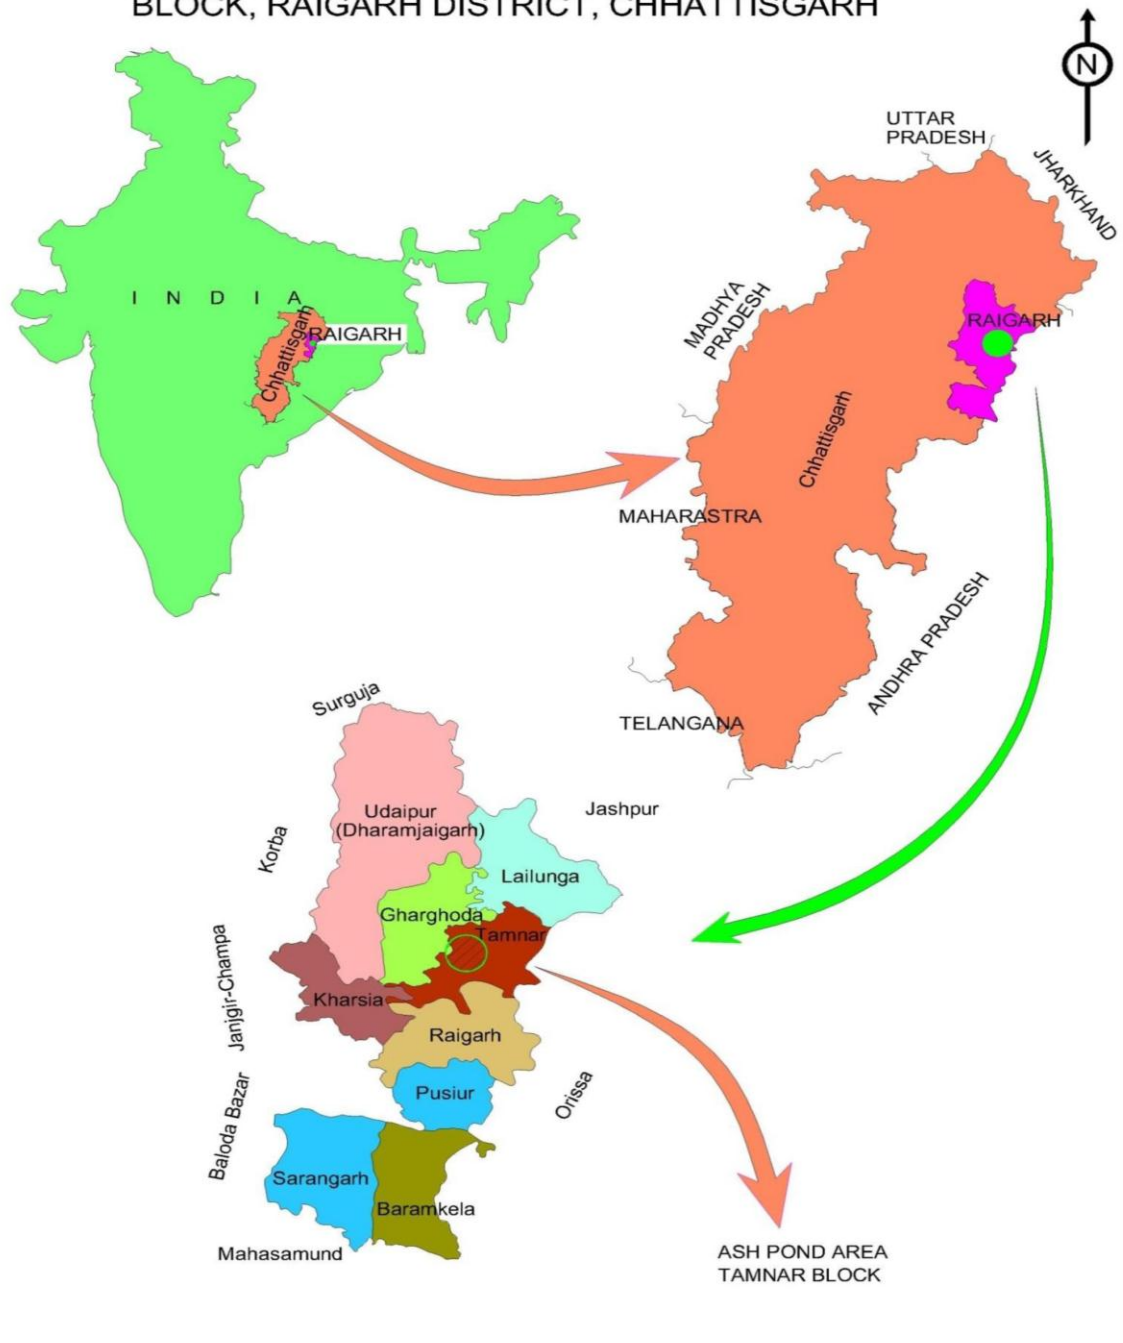 BLOCK, RAIGARH DISTRICT, CHHATTISGARH
N
UTTAR
PRADESH
JHARKHAND
I N D I A
MADHYA
PRADESH
RAIGARH
RAIGARH
Chhattisgarh
Chhattisgarh
MAHARASTRA
ANDHRA PRADESH
TELANGANA
Surguja
Udaipur
(Dharamjaigarh)
Jashpur
Korba
Lailunga
Gharghoda
Tamnar
Janjgir-Champa
Kharsia
Raigarh
Pusiur
Orissa
Baloda Bazar
Sarangarh
Baramkela
Mahasamund
ASH POND AREA
TAMNAR BLOCK